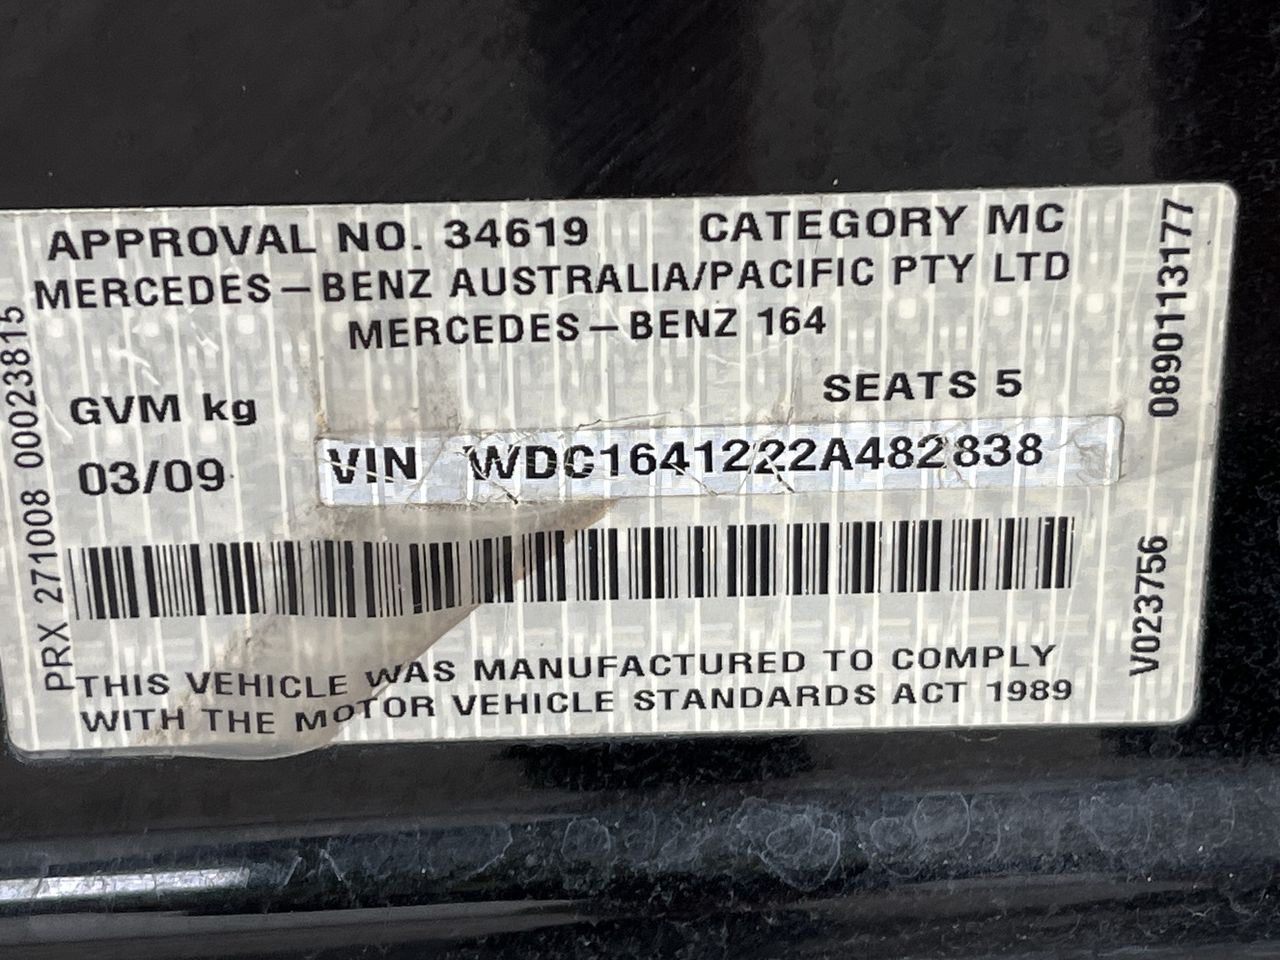 APPROVAL NO. 34619 CATEGORY MC
MERCEDES-BENZ AUSTRALIA/PACIFIC PTY LTD
MERCEDES-BENZ 164
GVM kg SEATS 5
03/09 VIN WDC1641222A482838
THIS VEHICLE WAS MANUFACTURED TO COMPLY
WITH THE MOTOR VEHICLE STANDARDS ACT 1989
PRX 271008 00023815
V023756 0890113177